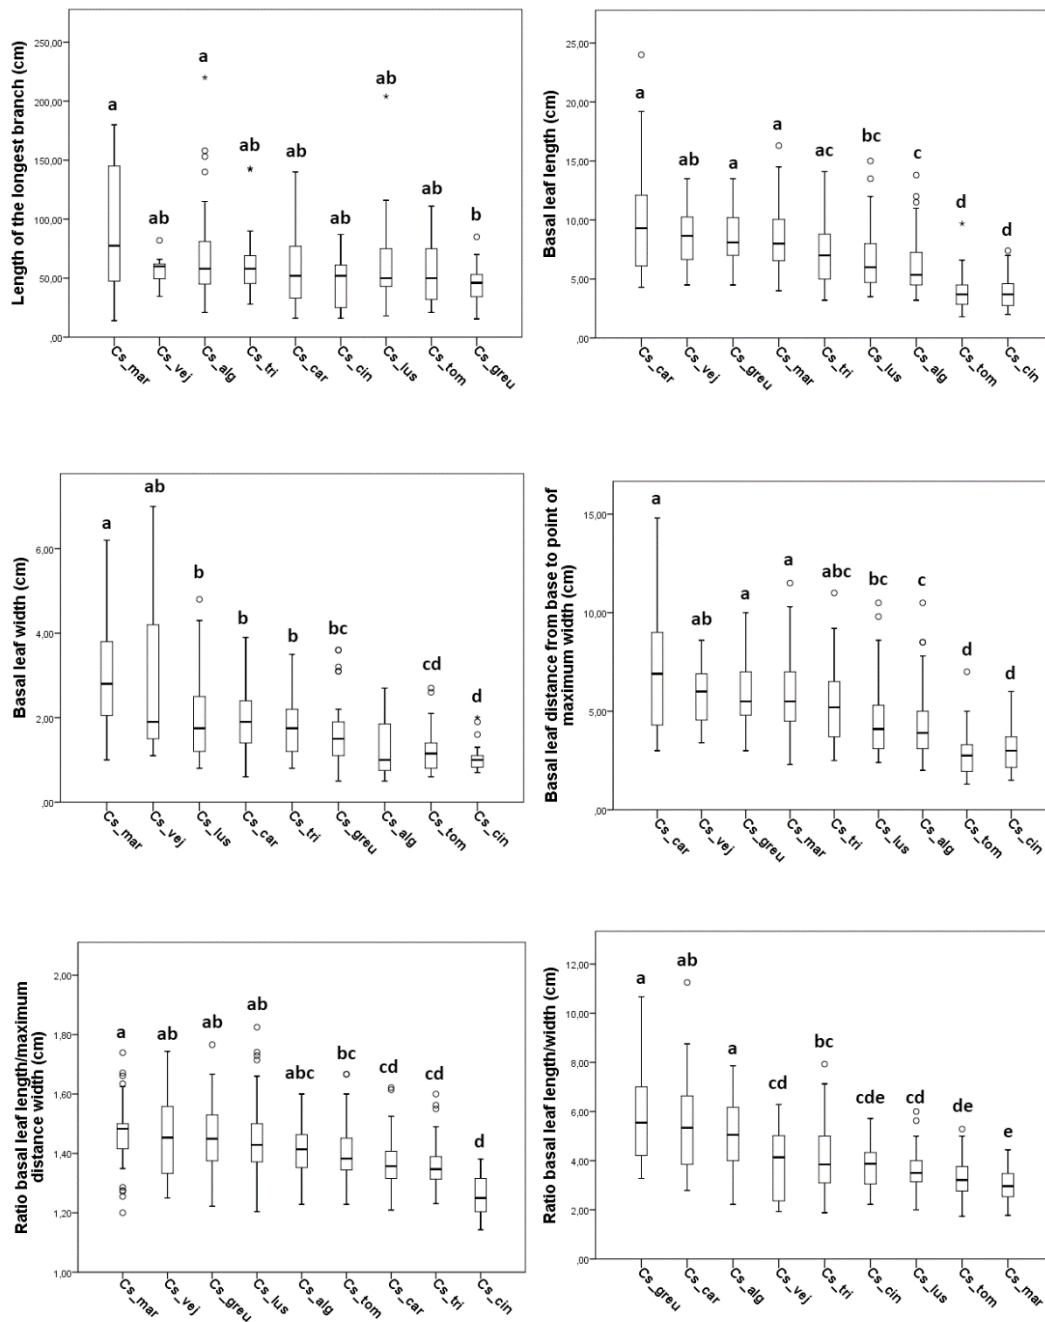 Length of the longest branch (cm)
250,00
200,00
150,00
100,00
50,00
,00
a
ab
a
ab
ab
ab
ab
ab
b
Cs_mar
Cs_vej
Cs_alg
Cs_tri
Cs_car
Cs_cin
Cs_lus
Cs_tom
Cs_greu
Basal leaf length (cm)
25,00
20,00
15,00
10,00
5,00
,00
a
ab
a
a
ac
bc
c
d
d
Cs_car
Cs_vej
Cs_greu
Cs_mar
Cs_tri
Cs_lus
Cs_alg
Cs_tom
Cs_cin
Basal leaf width (cm)
6,00
4,00
2,00
,00
a
ab
b
b
b
bc
cd
d
Cs_mar
Cs_vej
Cs_lus
Cs_car
Cs_tri
Cs_greu
Cs_alg
Cs_tom
Cs_cin
Basal leaf distance from base to point of
maximum width (cm)
15,00
10,00
5,00
,00
a
ab
a
a
abc
bc
c
d
d
Cs_car
Cs_vej
Cs_greu
Cs_mar
Cs_tri
Cs_lus
Cs_alg
Cs_tom
Cs_cin
Ratio basal leaf length/maximum
distance width (cm)
2,00
1,80
1,60
1,40
1,20
1,00
a
ab
ab
ab
abc
bc
cd
cd
d
Cs_mar
Cs_vej
Cs_greu
Cs_lus
Cs_alg
Cs_tom
Cs_car
Cs_tri
Cs_cin
Ratio basal leaf length/width (cm)
12,00
10,00
8,00
6,00
4,00
2,00
,00
a
ab
a
cd
bc
cde
cd
de
e
Cs_greu
Cs_car
Cs_alg
Cs_vej
Cs_tri
Cs_cin
Cs_lus
Cs_tom
Cs_mar